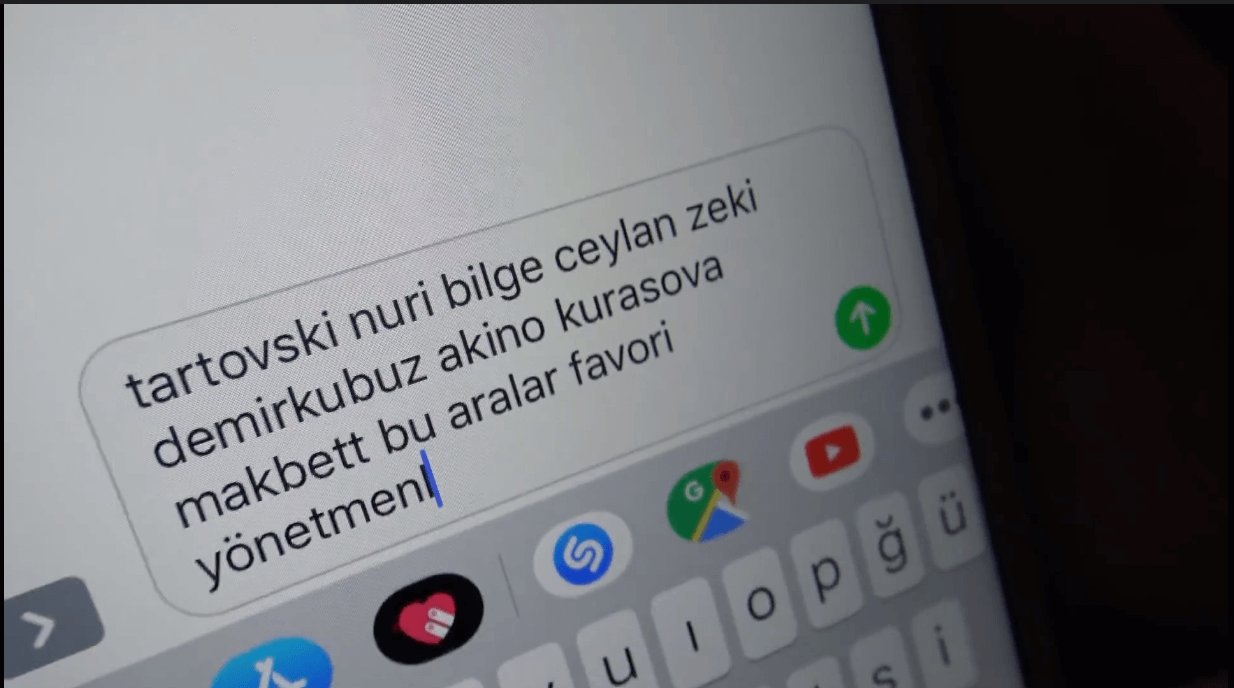 tartovski nuri bilge ceylan zeki
demirkubuz akino kurasova
makbett bu aralar favori
yönetmenl
G
u ı o p ğ ü
ş i